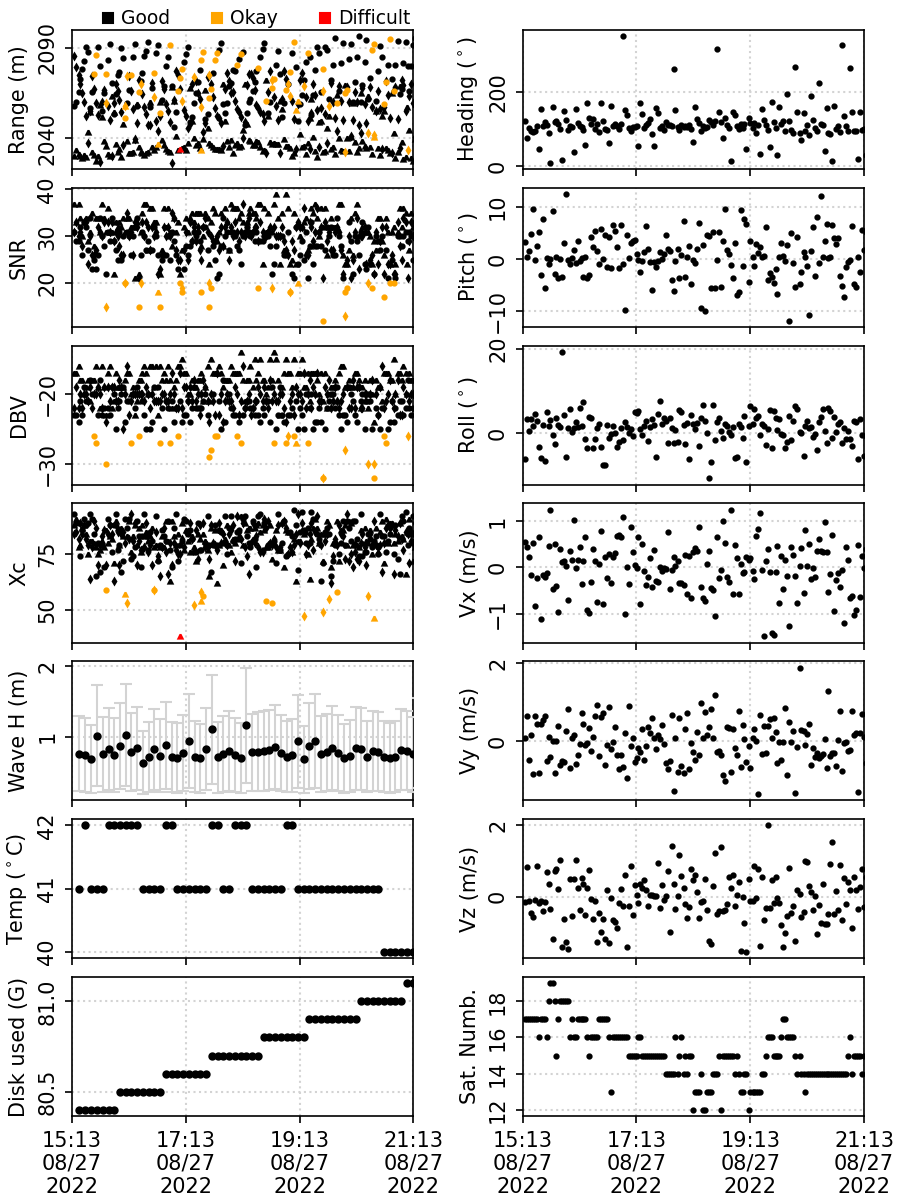 Good Okay Difficult
Range (m)
2090
2040
Heading (°)
200
0
SNR
40
30
20
Pitch (°)
10
0
−10
DBV
−20
−30
Roll (°)
20
0
Xc
75
50
Vx (m/s)
1
0
−1
Wave H (m)
2
1
Vy (m/s)
2
0
Temp (°C)
42
41
40
Vz (m/s)
2
0
Disk used (G)
81.0
80.5
Sat. Numb.
18
16
14
12
15:13 17:13 19:13 21:13 15:13 17:13 19:13 21:13
08/27 08/27 08/27 08/27 08/27 08/27 08/27 08/27
2022 2022 2022 2022 2022 2022 2022 2022